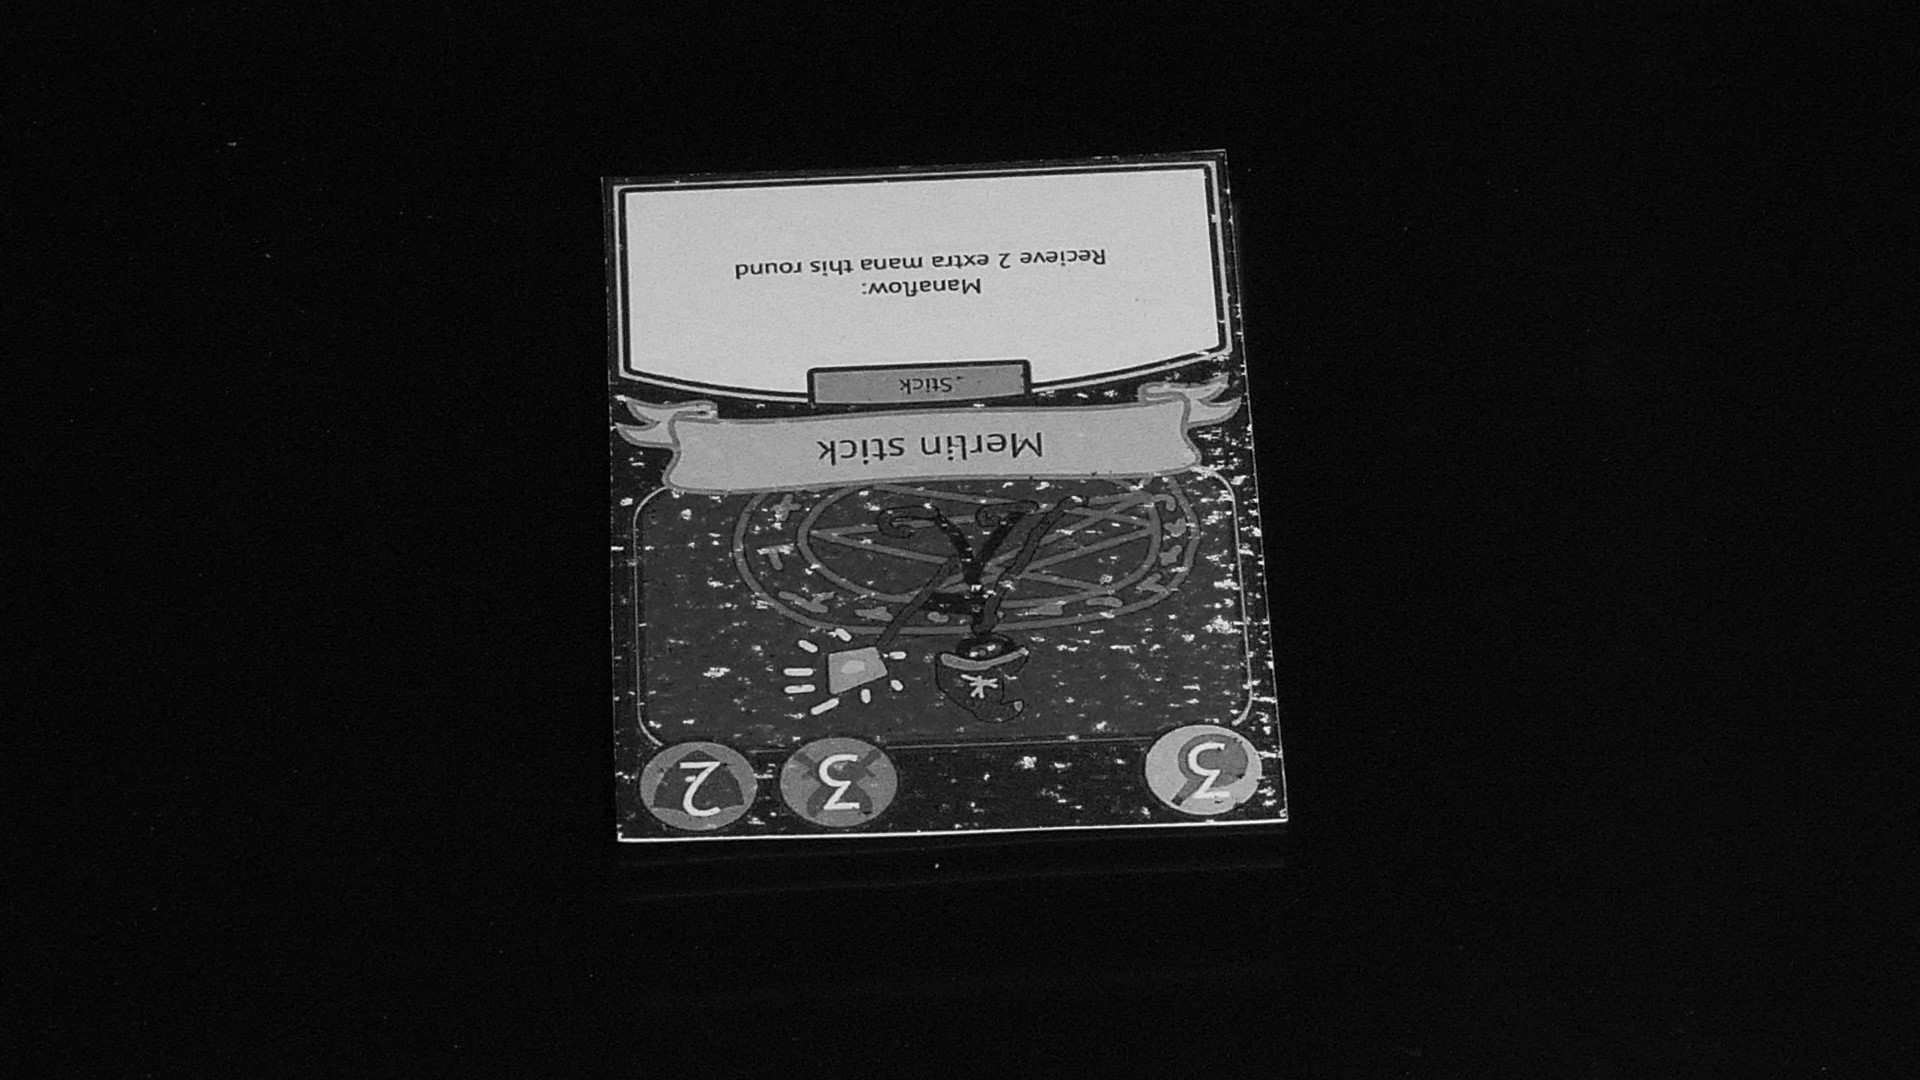 3
3
2
Merlin stick
Stick
Manaflow:
Recieve 2 extra mana this round